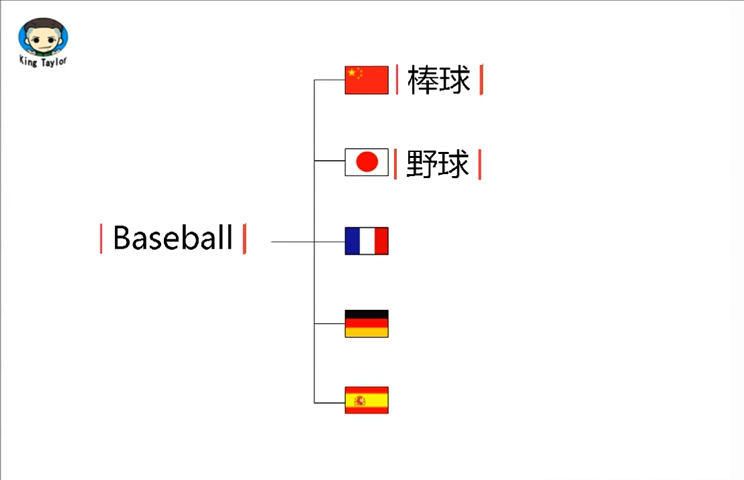 King Taylor
棒球
野球
Baseball